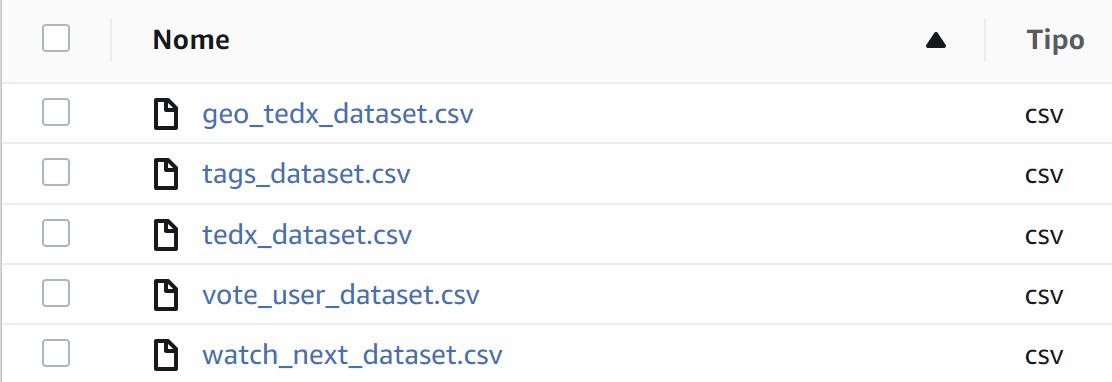 Nome Tipo
geo_tedx_dataset.csv csv
tags_dataset.csv csv
tedx_dataset.csv csv
vote_user_dataset.csv csv
watch_next_dataset.csv csv